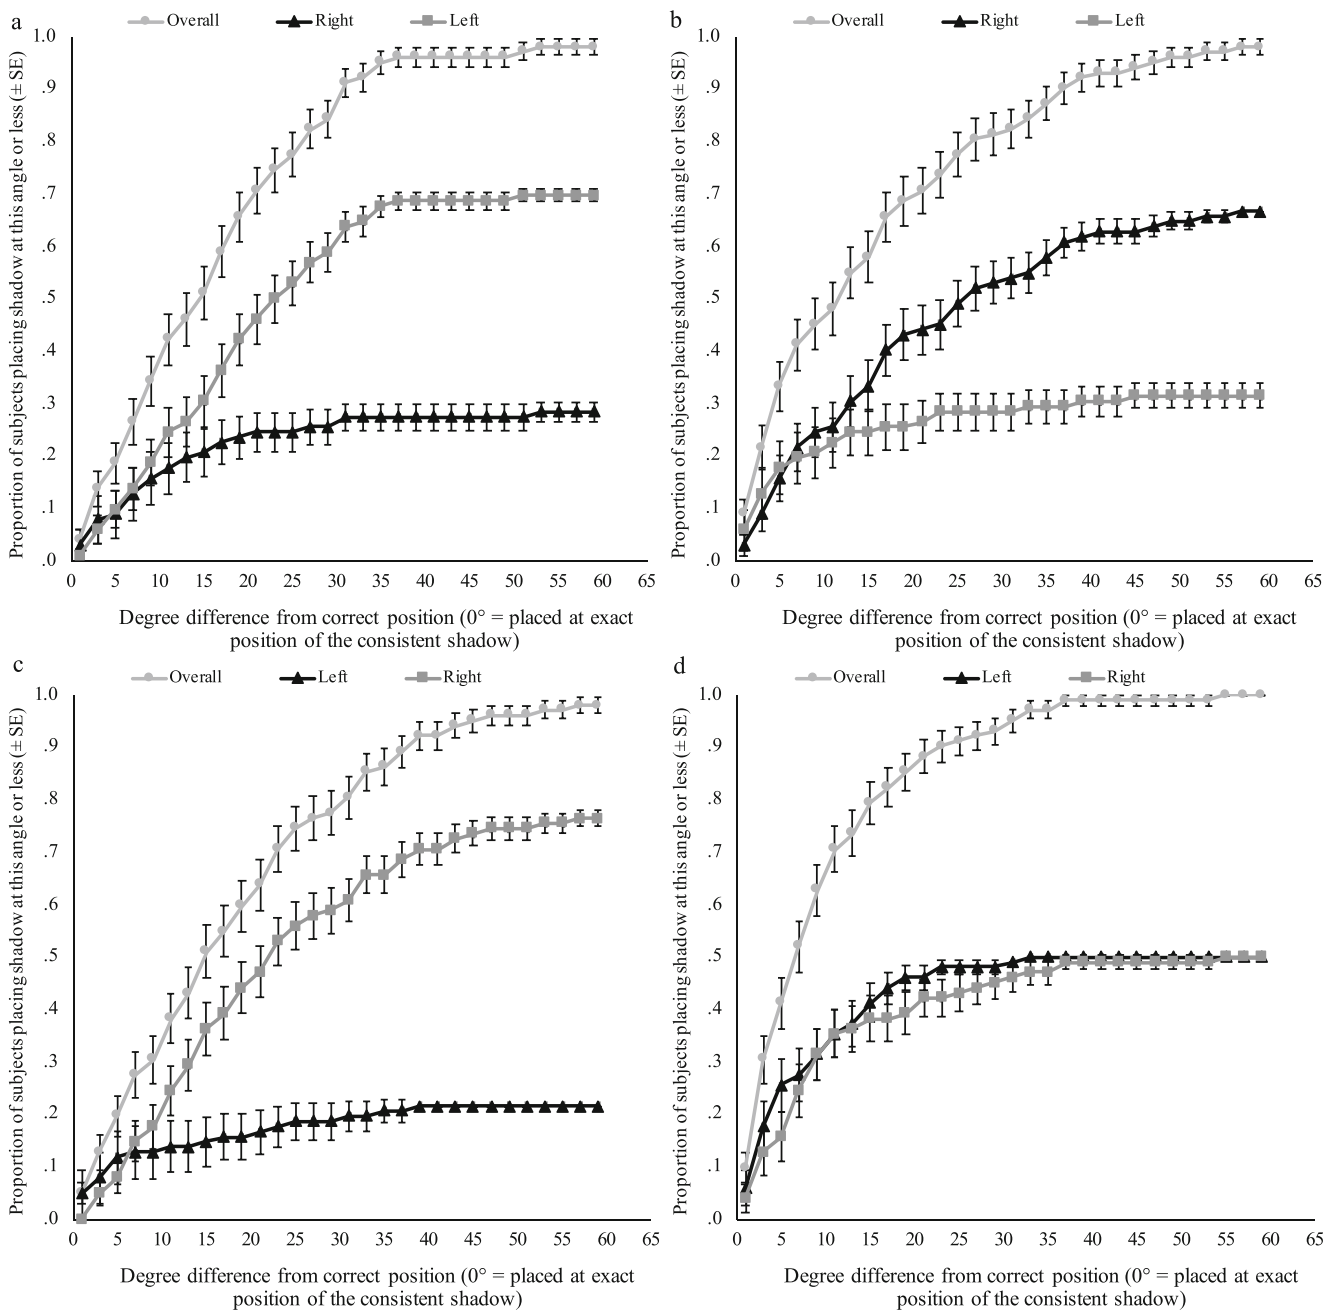 a
Overall Right Left
Proportion of subjects placing shadow at this angle or less (± SE)
1.0
.9
.8
.7
.6
.5
.4
.3
.2
.1
.0
0 5 10 15 20 25 30 35 40 45 50 55 60 65
Degree difference from correct position (0° = placed at exact
position of the consistent shadow)
b
Overall Right Left
Proportion of subjects placing shadow at this angle or less (± SE)
1.0
.9
.8
.7
.6
.5
.4
.3
.2
.1
.0
0 5 10 15 20 25 30 35 40 45 50 55 60 65
Degree difference from correct position (0° = placed at exact
position of the consistent shadow)
c
Overall Left Right
Proportion of subjects placing shadow at this angle or less (± SE)
1.0
.9
.8
.7
.6
.5
.4
.3
.2
.1
.0
0 5 10 15 20 25 30 35 40 45 50 55 60 65
Degree difference from correct position (0° = placed at exact
position of the consistent shadow)
d
Overall Left Right
Proportion of subjects placing shadow at this angle or less (± SE)
1.0
.9
.8
.7
.6
.5
.4
.3
.2
.1
.0
0 5 10 15 20 25 30 35 40 45 50 55 60 65
Degree difference from correct position (0° = placed at exact
position of the consistent shadow)